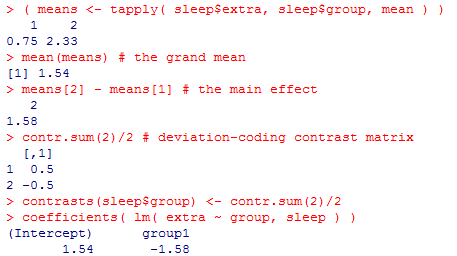 > ( means <- tapply( sleep$extra, sleep$group, mean ) )
   1    2
0.75 2.33
> mean(means) # the grand mean
[1] 1.54
> means[2] - means[1] # the main effect
   2
1.58
> contr.sum(2)/2 # deviation-coding contrast matrix
  [,1]
1  0.5
2 -0.5
> contrasts(sleep$group) <- contr.sum(2)/2
> coefficients( lm( extra ~ group, sleep ) )
(Intercept)      group1
       1.54       -1.58